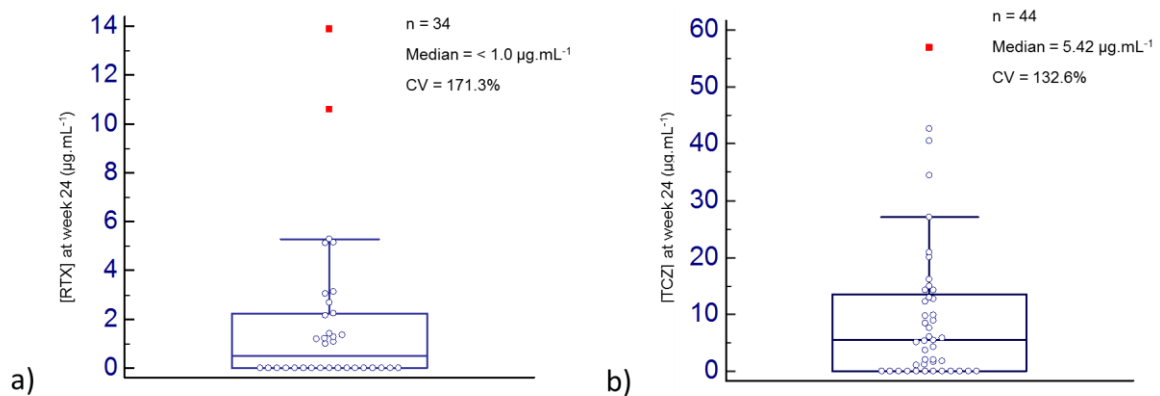 14
12
10
8
6
4
2
0
[RTX] at week 24 (µg.mL⁻¹)
n = 34
Median = < 1.0 µg.mL⁻¹
CV = 171.3%
a)
60
50
40
30
20
10
0
[TCZ] at week 24 (µg.mL⁻¹)
n = 44
Median = 5.42 µg.mL⁻¹
CV = 132.6%
b)